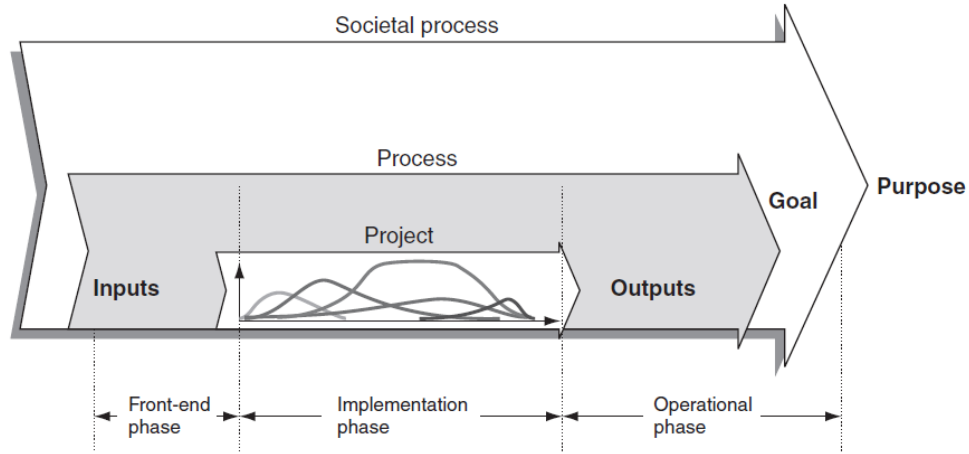 Societal process
Process
Goal
Purpose
Project
Inputs
Outputs
Front-end
phase
Implementation
phase
Operational
phase